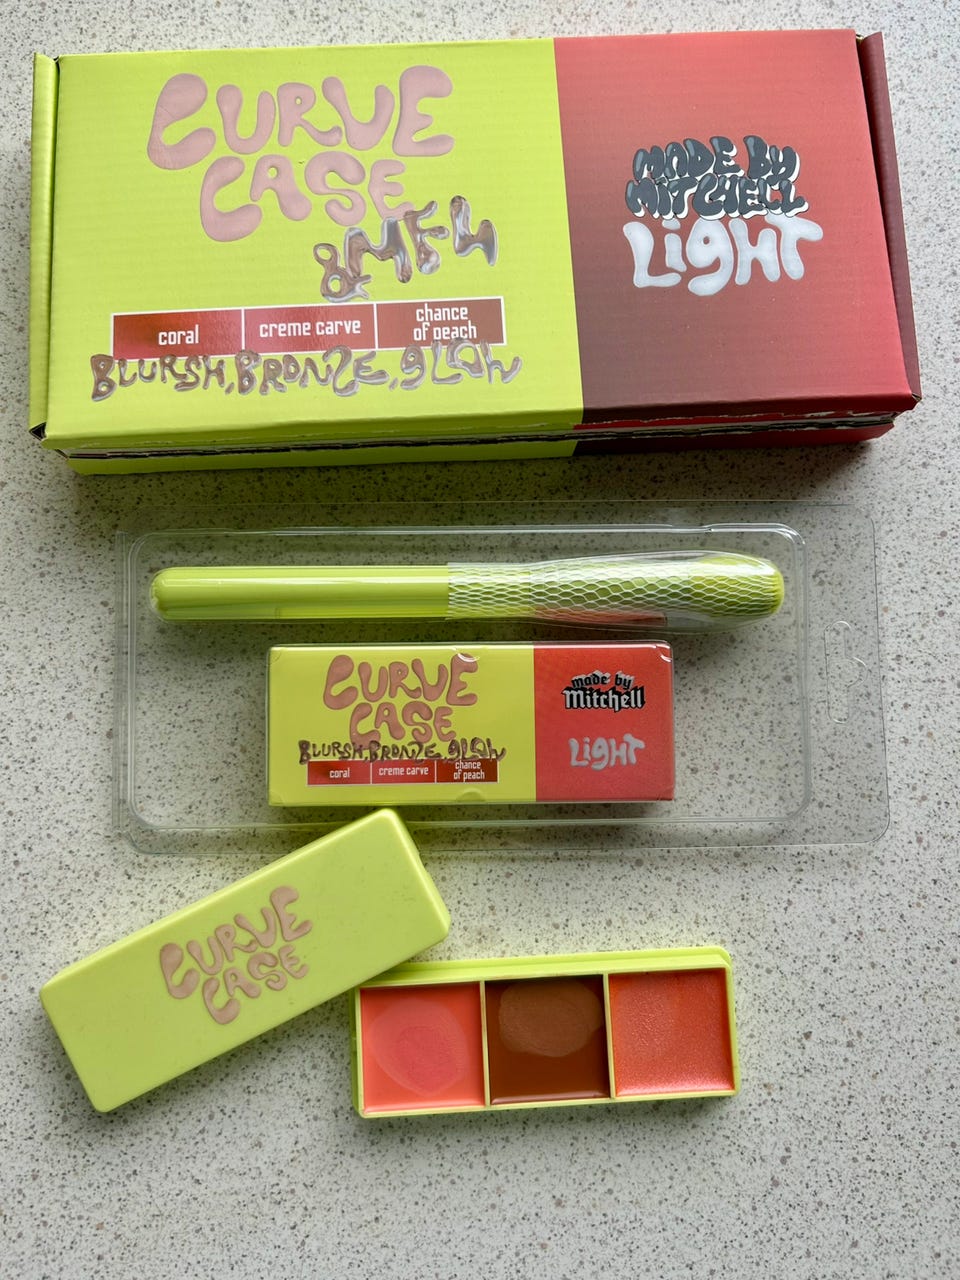 CURVE
CASE
&MF4
coral
creme carve
chance
of peach
BLURSH, BRONZE, glow
MADE BY
MITCHELL
LIGHT
CURVE
CASE
BLURSH, BRONZE, glow
coral
creme carve
chance
of peach
made by
Mitchell
LIGHT
CURVE
CASE